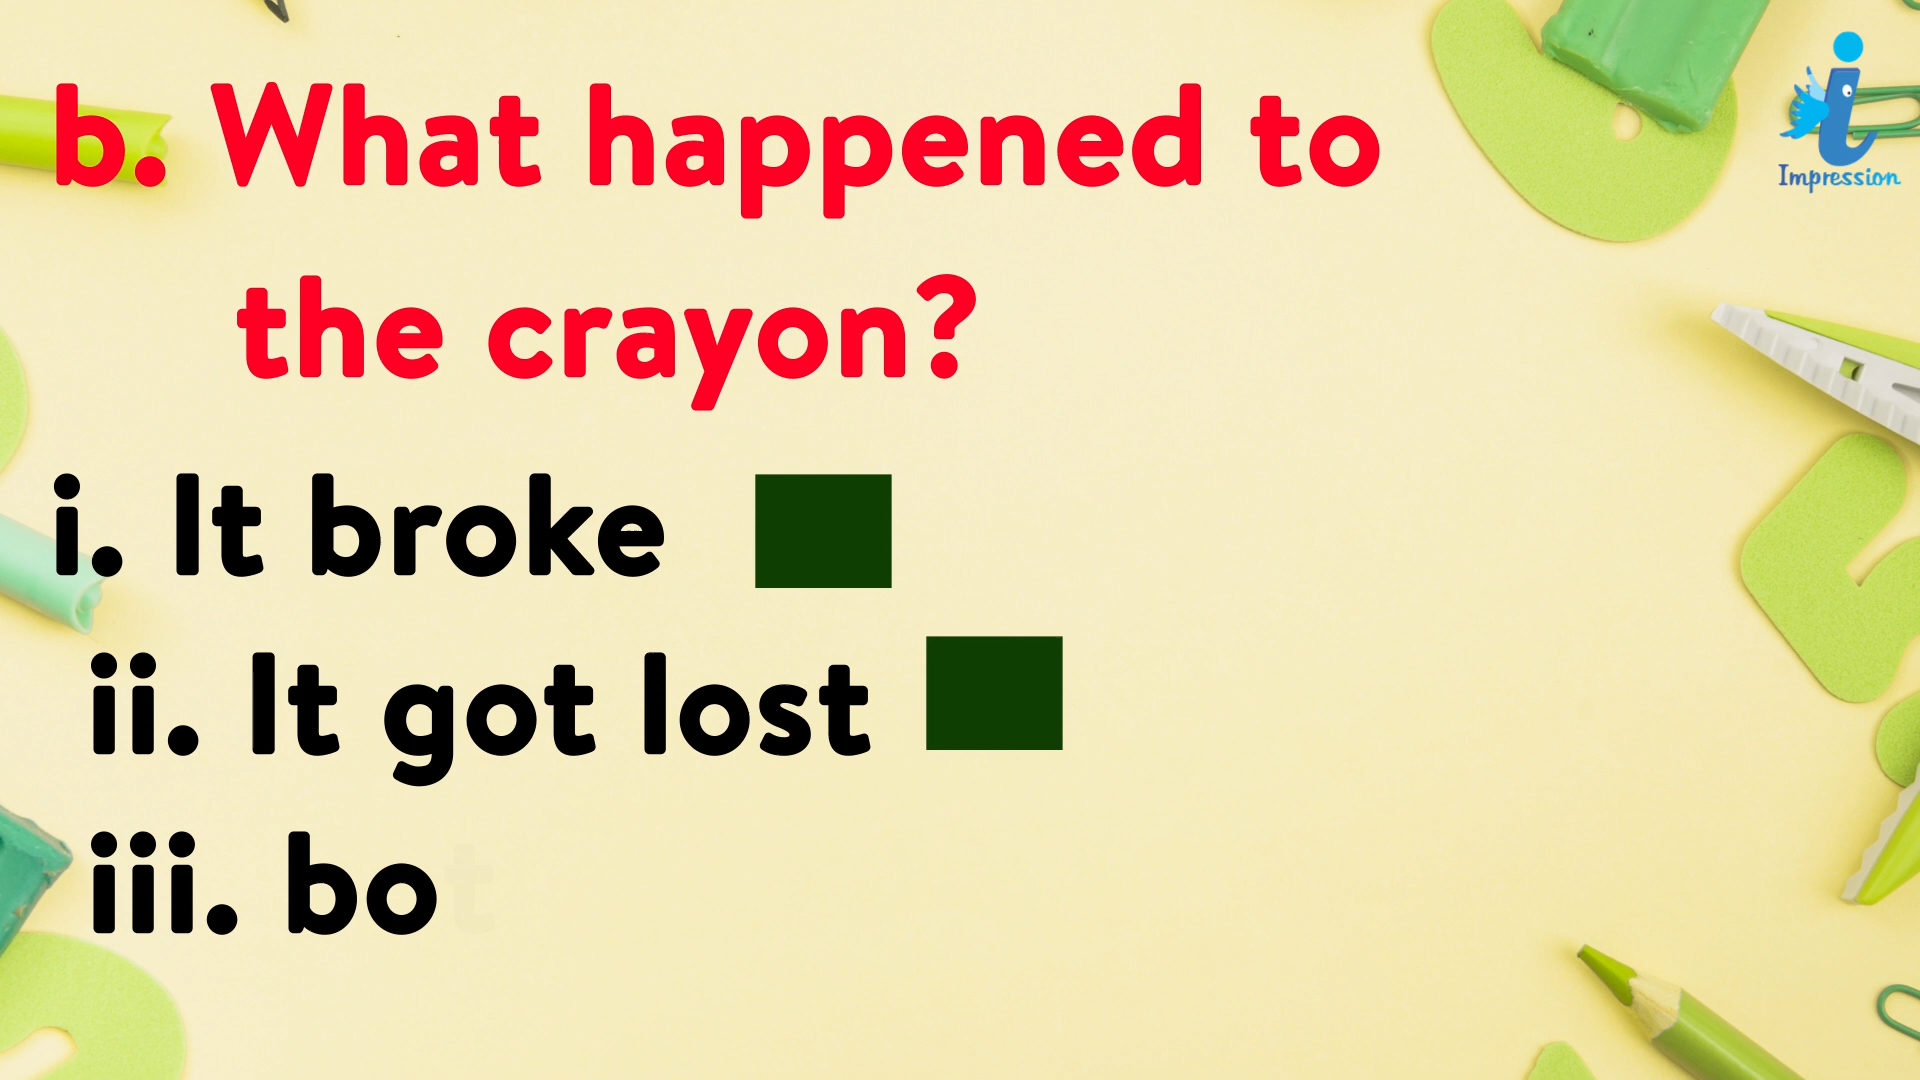 b. What happened to
the crayon?
i. It broke
ii. It got lost
iii. bot
Impression